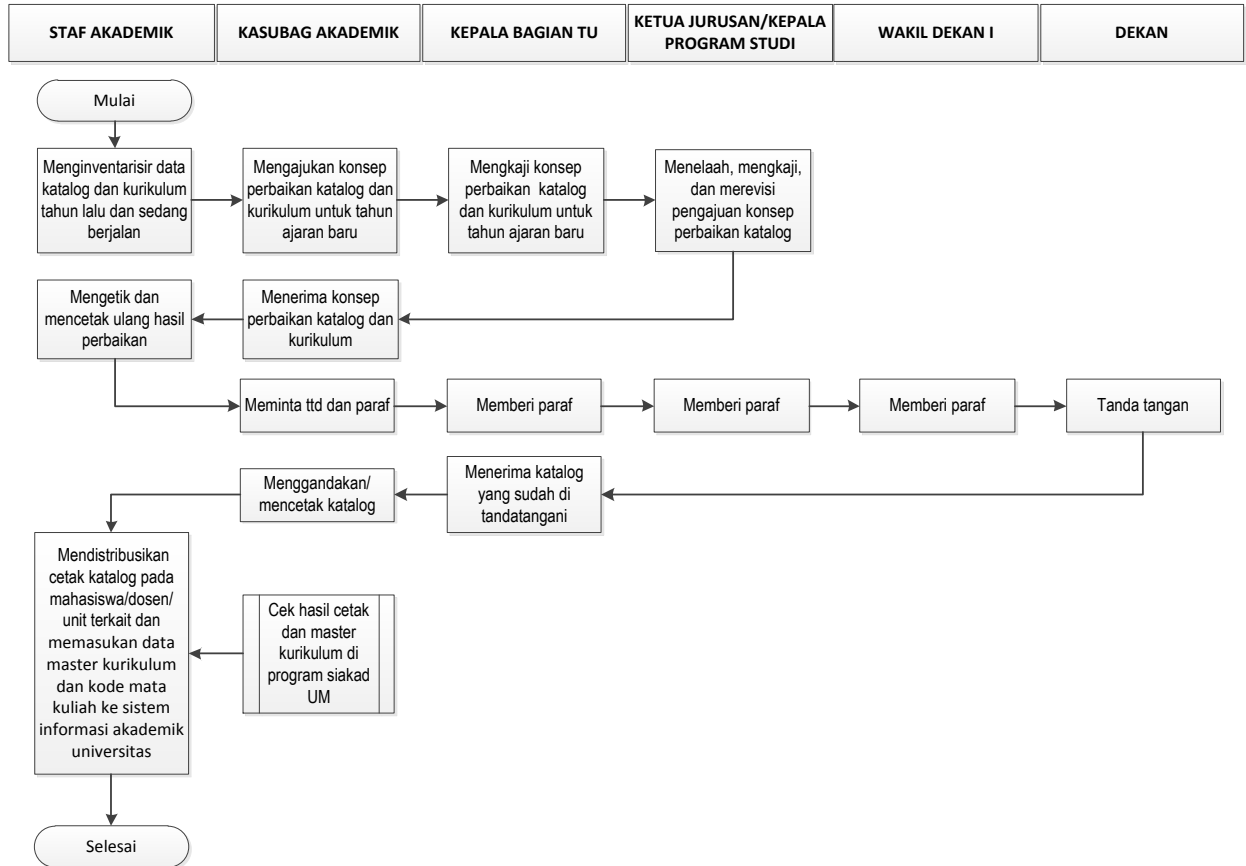 STAF AKADEMIK
KASUBAG AKADEMIK
KEPALA BAGIAN TU
KETUA JURUSAN/KEPALA
PROGRAM STUDI
WAKIL DEKAN I
DEKAN
Mulai
Menginventarisir data
katalog dan kurikulum
tahun lalu dan sedang
berjalan
Mengajukan konsep
perbaikan katalog dan
kurikulum untuk tahun
ajaran baru
Mengkaji konsep
perbaikan katalog
dan kurikulum untuk
tahun ajaran baru
Menelaah, mengkaji,
dan merevisi
pengajuan konsep
perbaikan katalog
Mengetik dan
mencetak ulang hasil
perbaikan
Menerima konsep
perbaikan katalog dan
kurikulum
Meminta ttd dan paraf
Memberi paraf
Memberi paraf
Memberi paraf
Tanda tangan
Menggandakan/
mencetak katalog
Menerima katalog
yang sudah di
tandatangani
Mendistribusikan
cetak katalog pada
mahasiswa/dosen/
unit terkait dan
memasukan data
master kurikulum
dan kode mata
kuliah ke sistem
informasi akademik
universitas
Cek hasil cetak
dan master
kurikulum di
program siakad
UM
Selesai